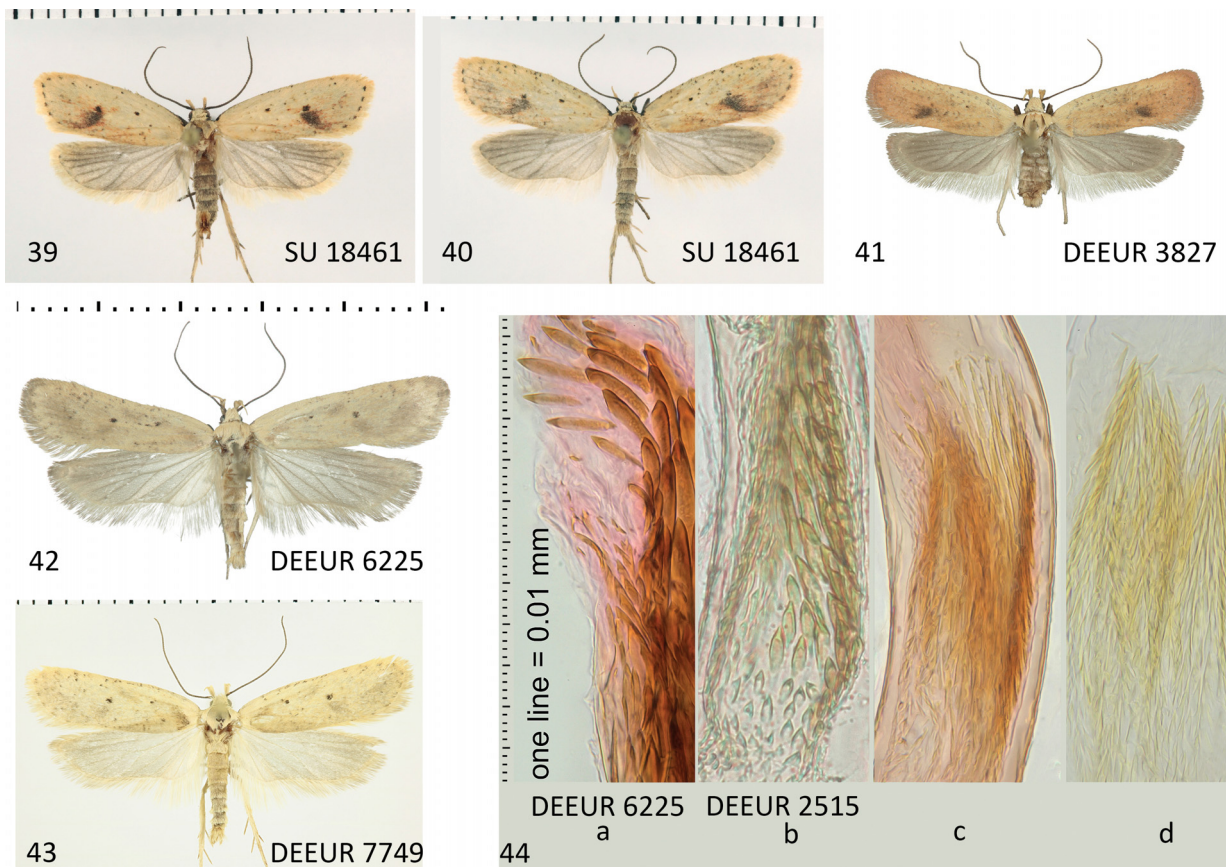 39 SU 18461
40 SU 18461
41 DEEUR 3827
42 DEEUR 6225
43 DEEUR 7749
one line = 0.01 mm
DEEUR 6225 DEEUR 2515
a b c d
44